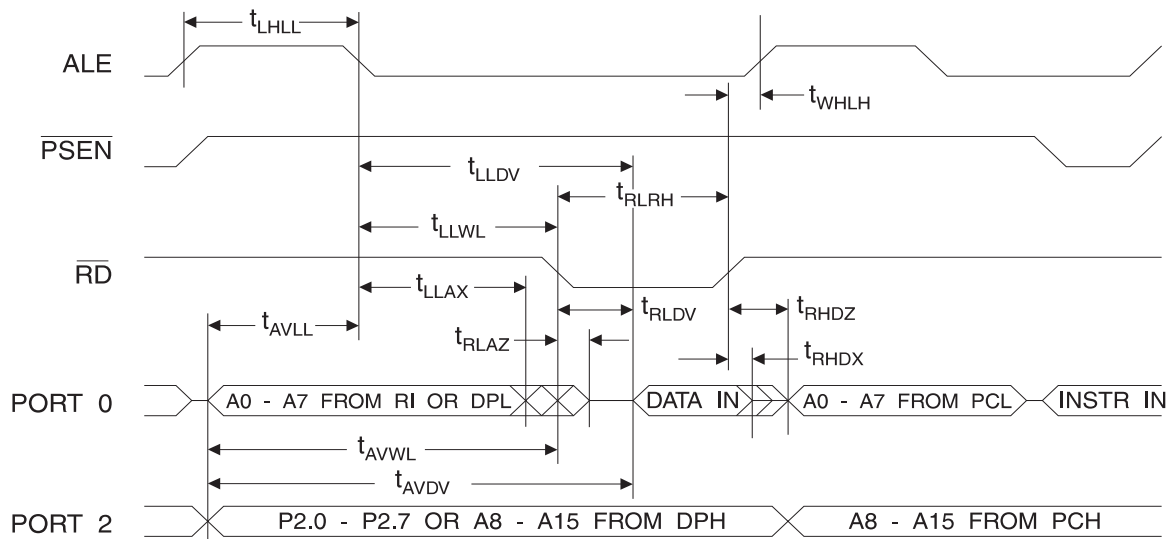 tLHLL
ALE
tWHLH
PSEN
tLLDV
tRLRH
tLLWL
RD
tLLAX
tRLDV
tRHDZ
tAVLL
tRLAZ
tRHDX
PORT 0
A0 - A7 FROM RI OR DPL
DATA IN
A0 - A7 FROM PCL
INSTR IN
tAVWL
tAVDV
PORT 2
P2.0 - P2.7 OR A8 - A15 FROM DPH
A8 - A15 FROM PCH